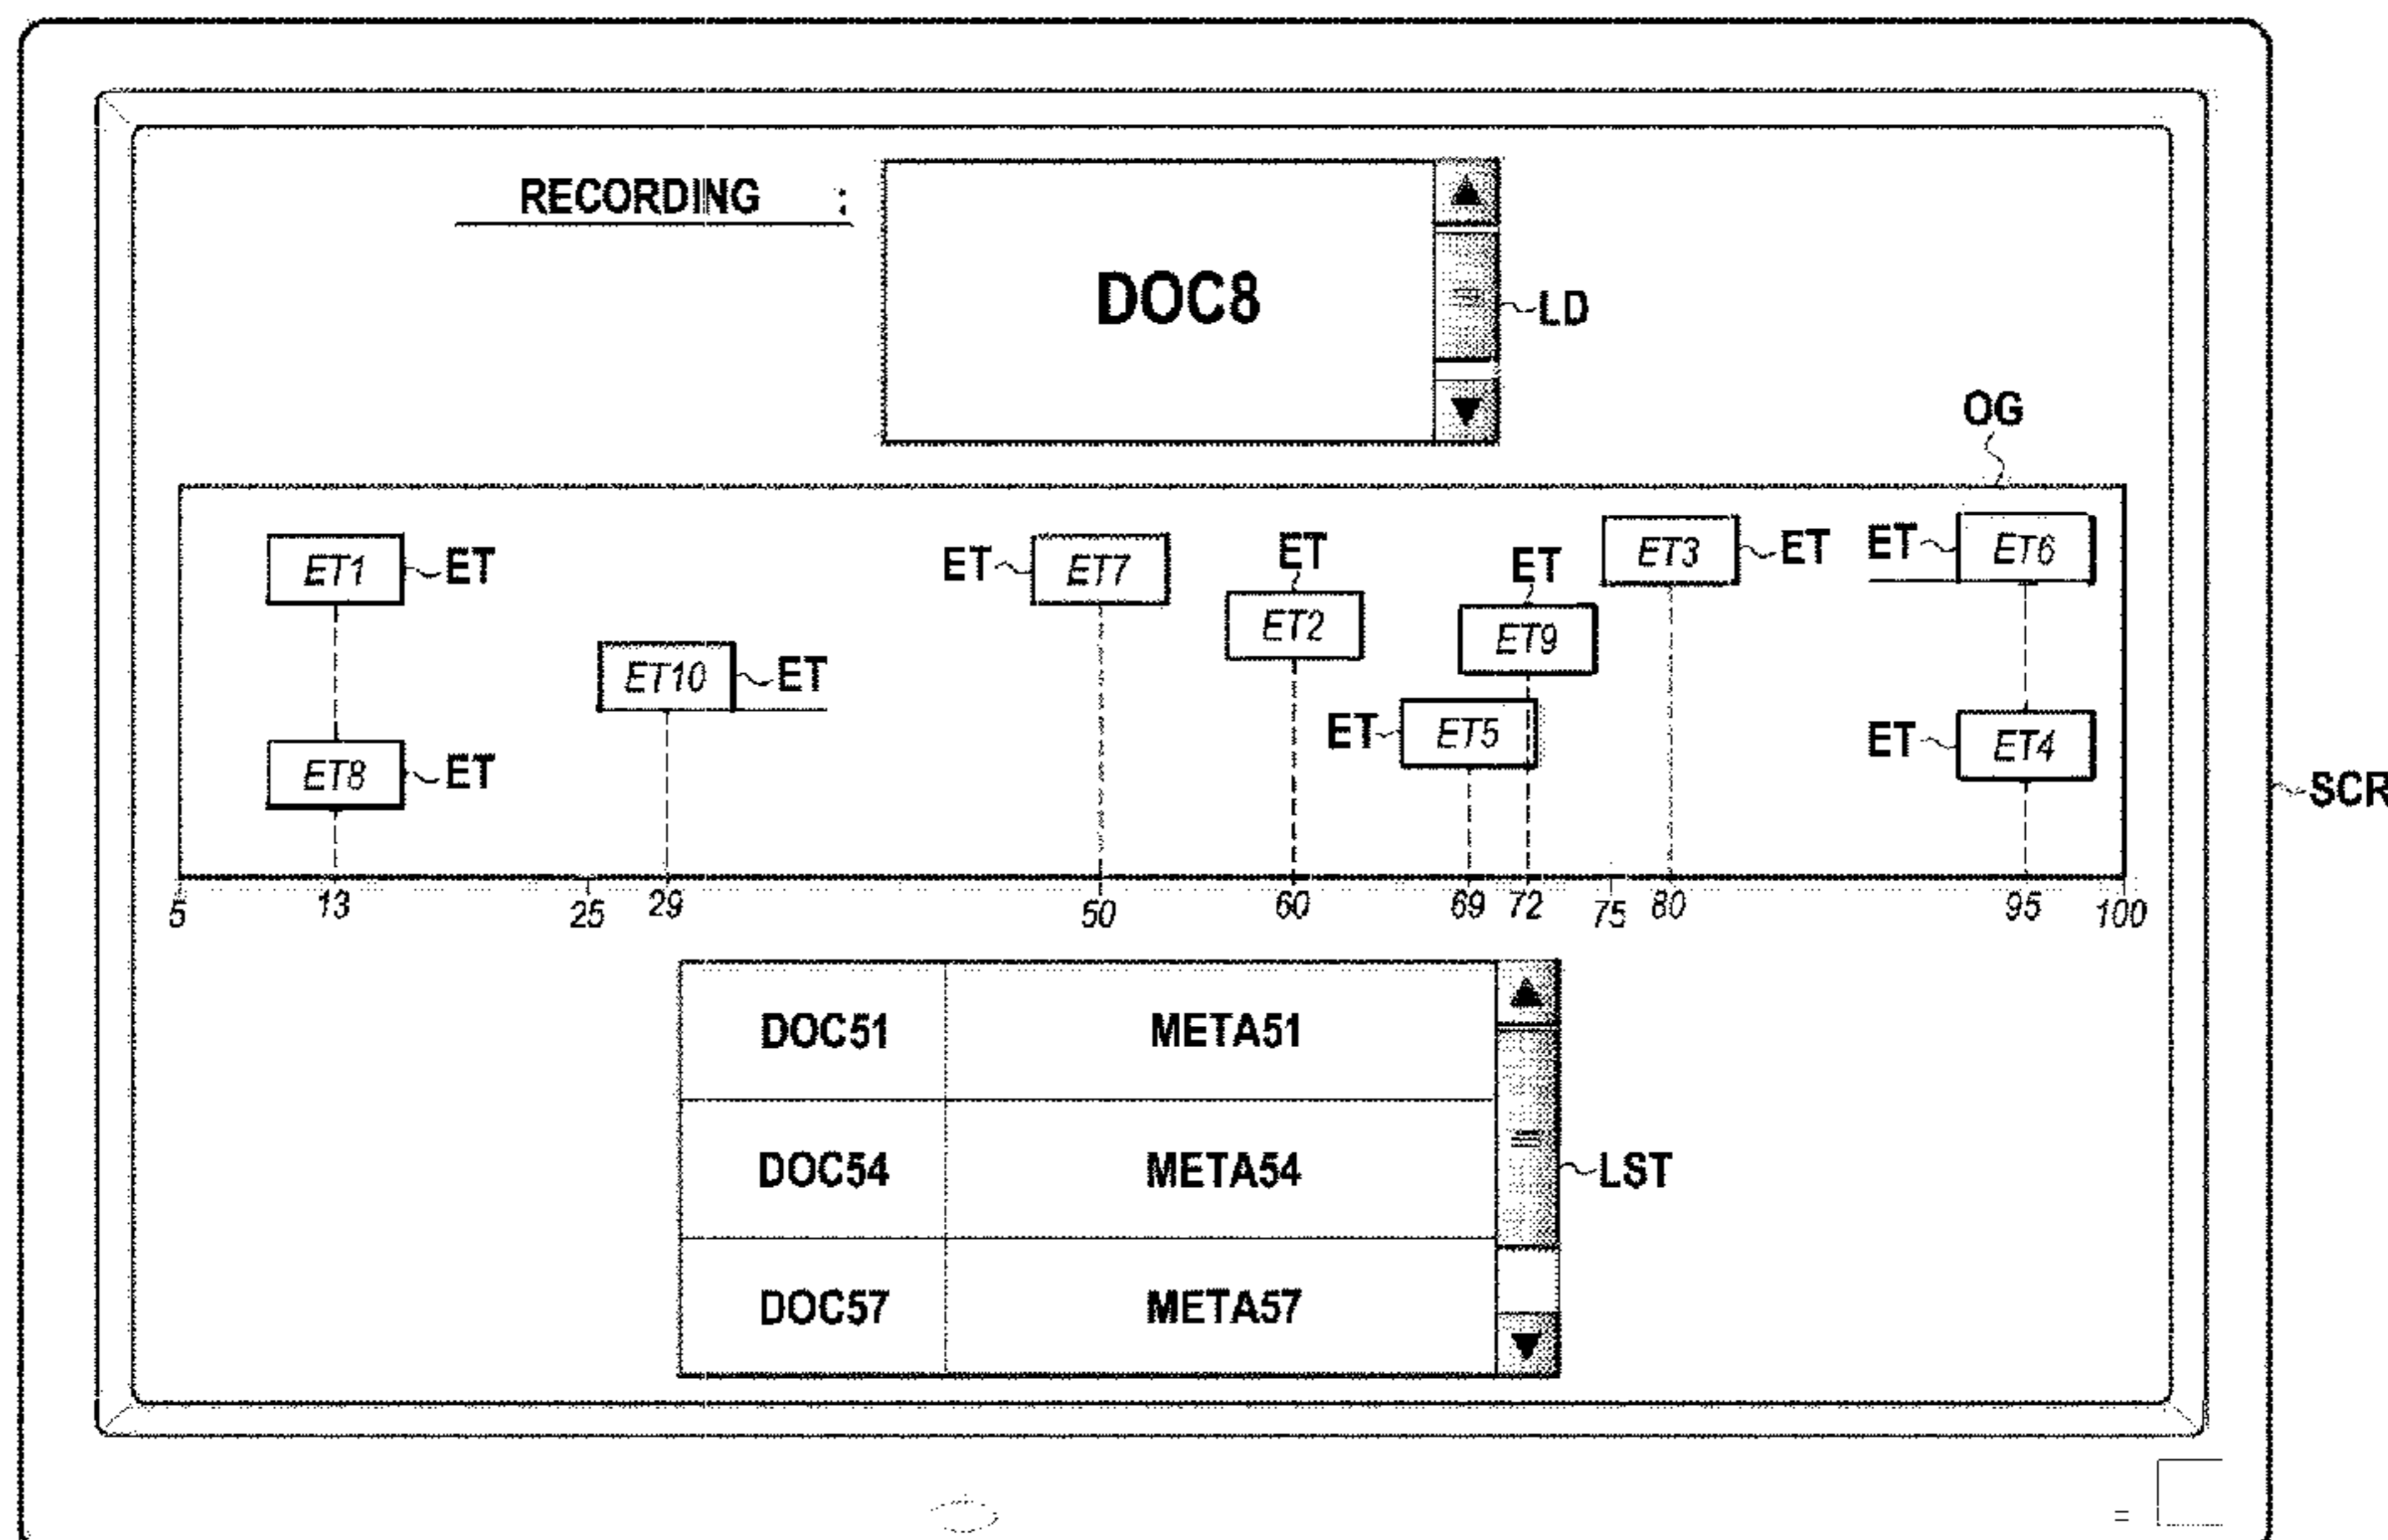 RECORDING :
DOC8
LD
OG
ET1 ET
ET ET7
ET
ET2
ET
ET9
ET3 ET
ET ET6
ET10 ET
ET ET5
ET8 ET
ET ET4
SCR
5 13 25 29 50 60 69 72 75 80 95 100
DOC51 META51
DOC54 META54
LST
DOC57 META57
=